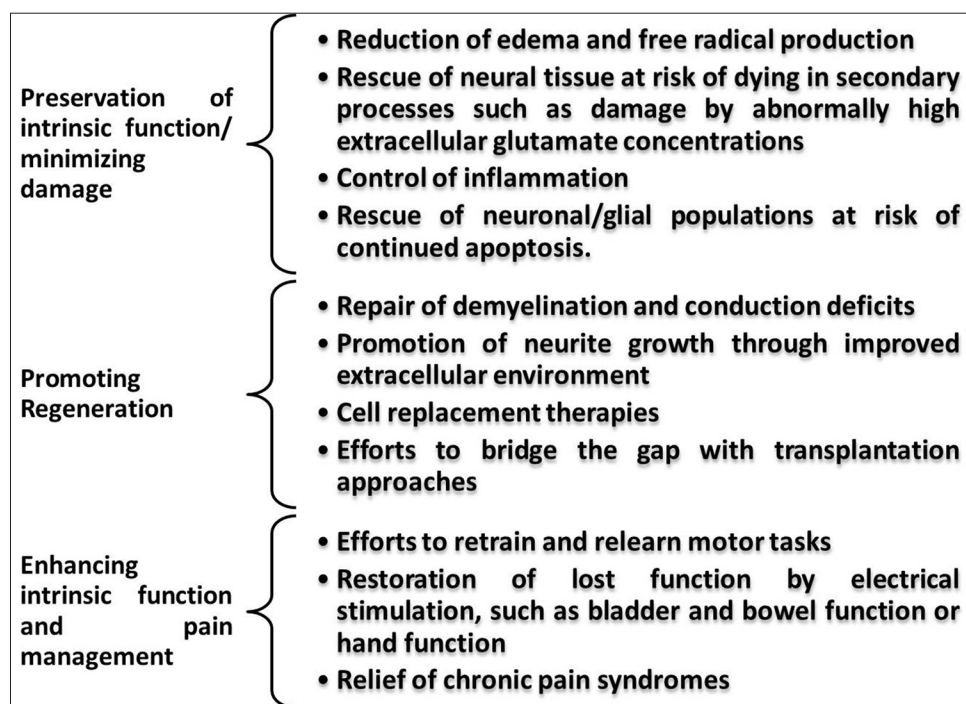 Preservation of
intrinsic function/
minimizing
damage
• Reduction of edema and free radical production
• Rescue of neural tissue at risk of dying in secondary
processes such as damage by abnormally high
extracellular glutamate concentrations
• Control of inflammation
• Rescue of neuronal/glial populations at risk of
continued apoptosis.
Promoting
Regeneration
• Repair of demyelination and conduction deficits
• Promotion of neurite growth through improved
extracellular environment
• Cell replacement therapies
• Efforts to bridge the gap with transplantation
approaches
Enhancing
intrinsic function
and pain
management
• Efforts to retrain and relearn motor tasks
• Restoration of lost function by electrical
stimulation, such as bladder and bowel function or
hand function
• Relief of chronic pain syndromes